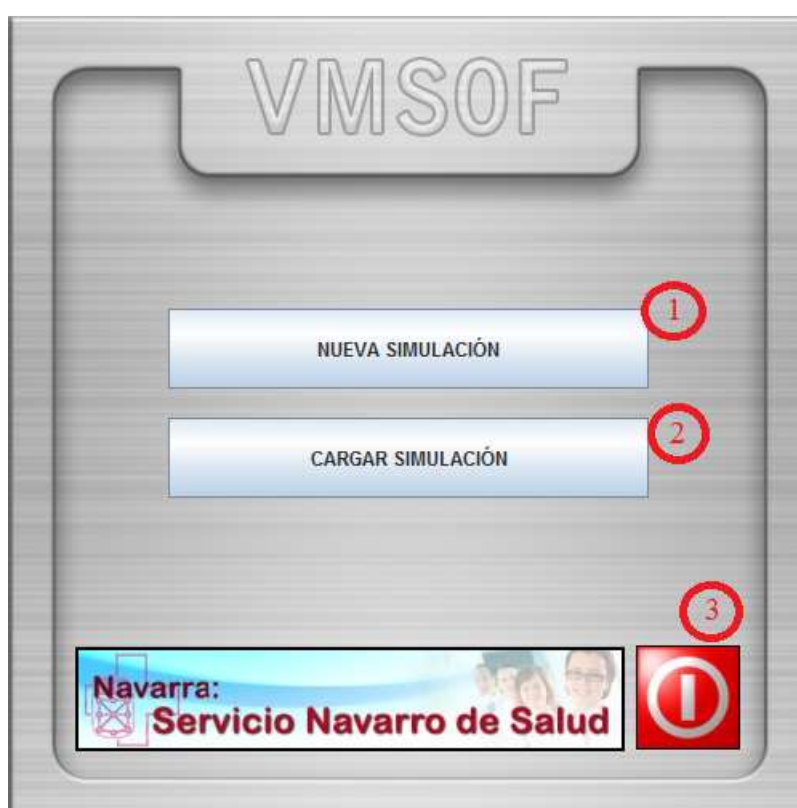 VMSOF
1
NUEVA SIMULACIÓN
2
CARGAR SIMULACIÓN
3
Navarra:
Servicio Navarro de Salud